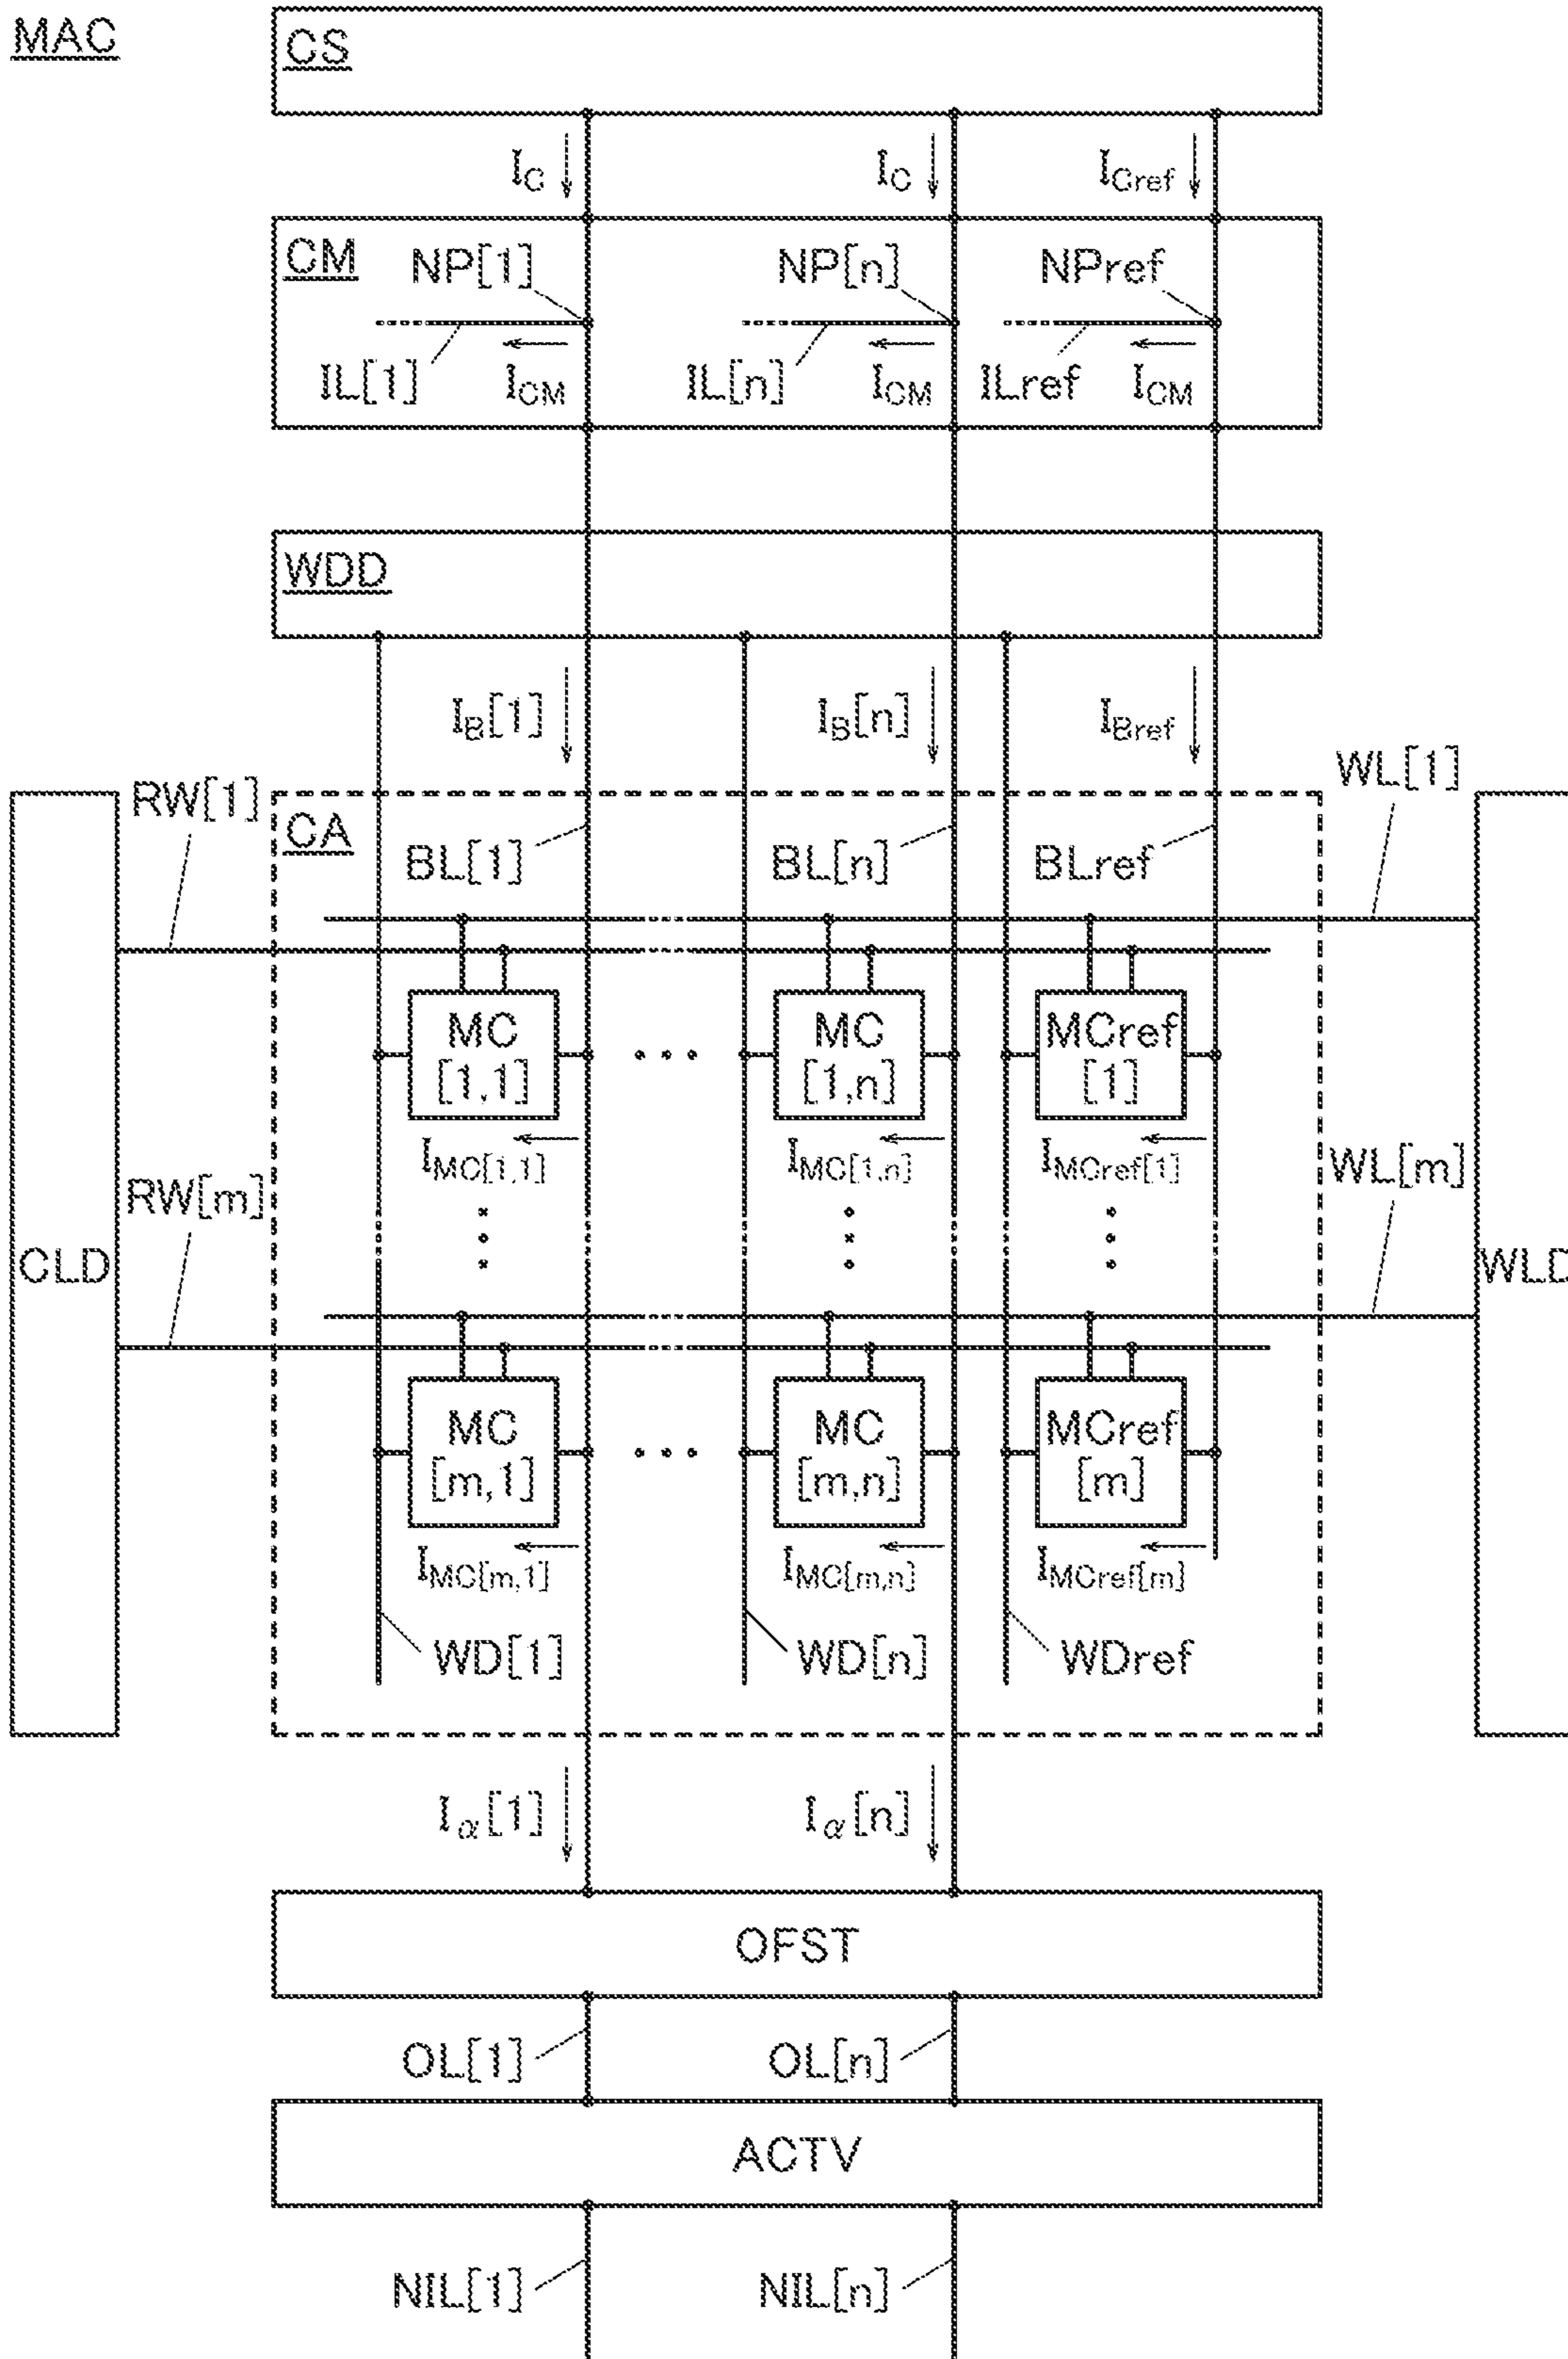 MAC
CS
I_C I_C I_Cref
CM NP[1] NP[n] NPref
IL[1] I_CM IL[n] I_CM ILref I_CM
WDD
I_B[1] I_B[n] I_Bref
RW[1] WL[1]
CA
BL[1] BL[n] BLref
MC [1,1] MC [1,n] MCref [1]
I_MC[1,1] I_MC[1,n] I_MCref[1]
RW[m] WL[m]
CLD WLD
MC [m,1] MC [m,n] MCref [m]
I_MC[m,1] I_MC[m,n] I_MCref[m]
WD[1] WD[n] WDref
I_α[1] I_α[n]
OFST
OL[1] OL[n]
ACTV
NIL[1] NIL[n]